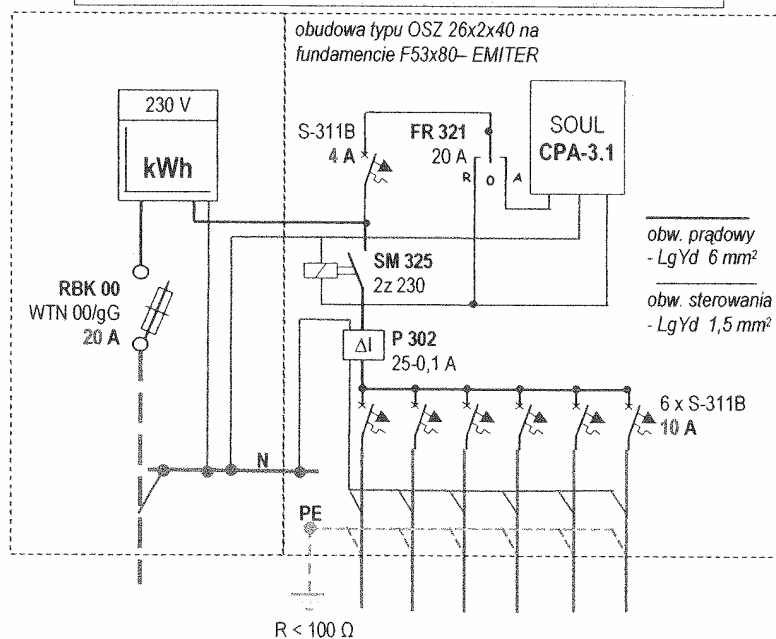 obudowa typu OSZ 26x2x40 na
fundamencie F53x80– EMITER
230 V
kWh
S-311B
4 A
FR 321
20 A
R
O
A
SOUL
CPA-3.1
obw. prądowy
- LgYd 6 mm²
obw. sterowania
- LgYd 1,5 mm²
RBK 00
WTN 00/gG
20 A
SM 325
2z 230
ΔI
P 302
25-0,1 A
6 x S-311B
10 A
N
PE
R < 100 Ω